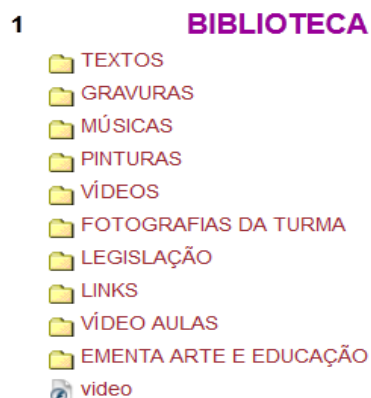 1 BIBLIOTECA
TEXTOS
GRAVURAS
MÚSICAS
PINTURAS
VÍDEOS
FOTOGRAFIAS DA TURMA
LEGISLAÇÃO
LINKS
VÍDEO AULAS
EMENTA ARTE E EDUCAÇÃO
video